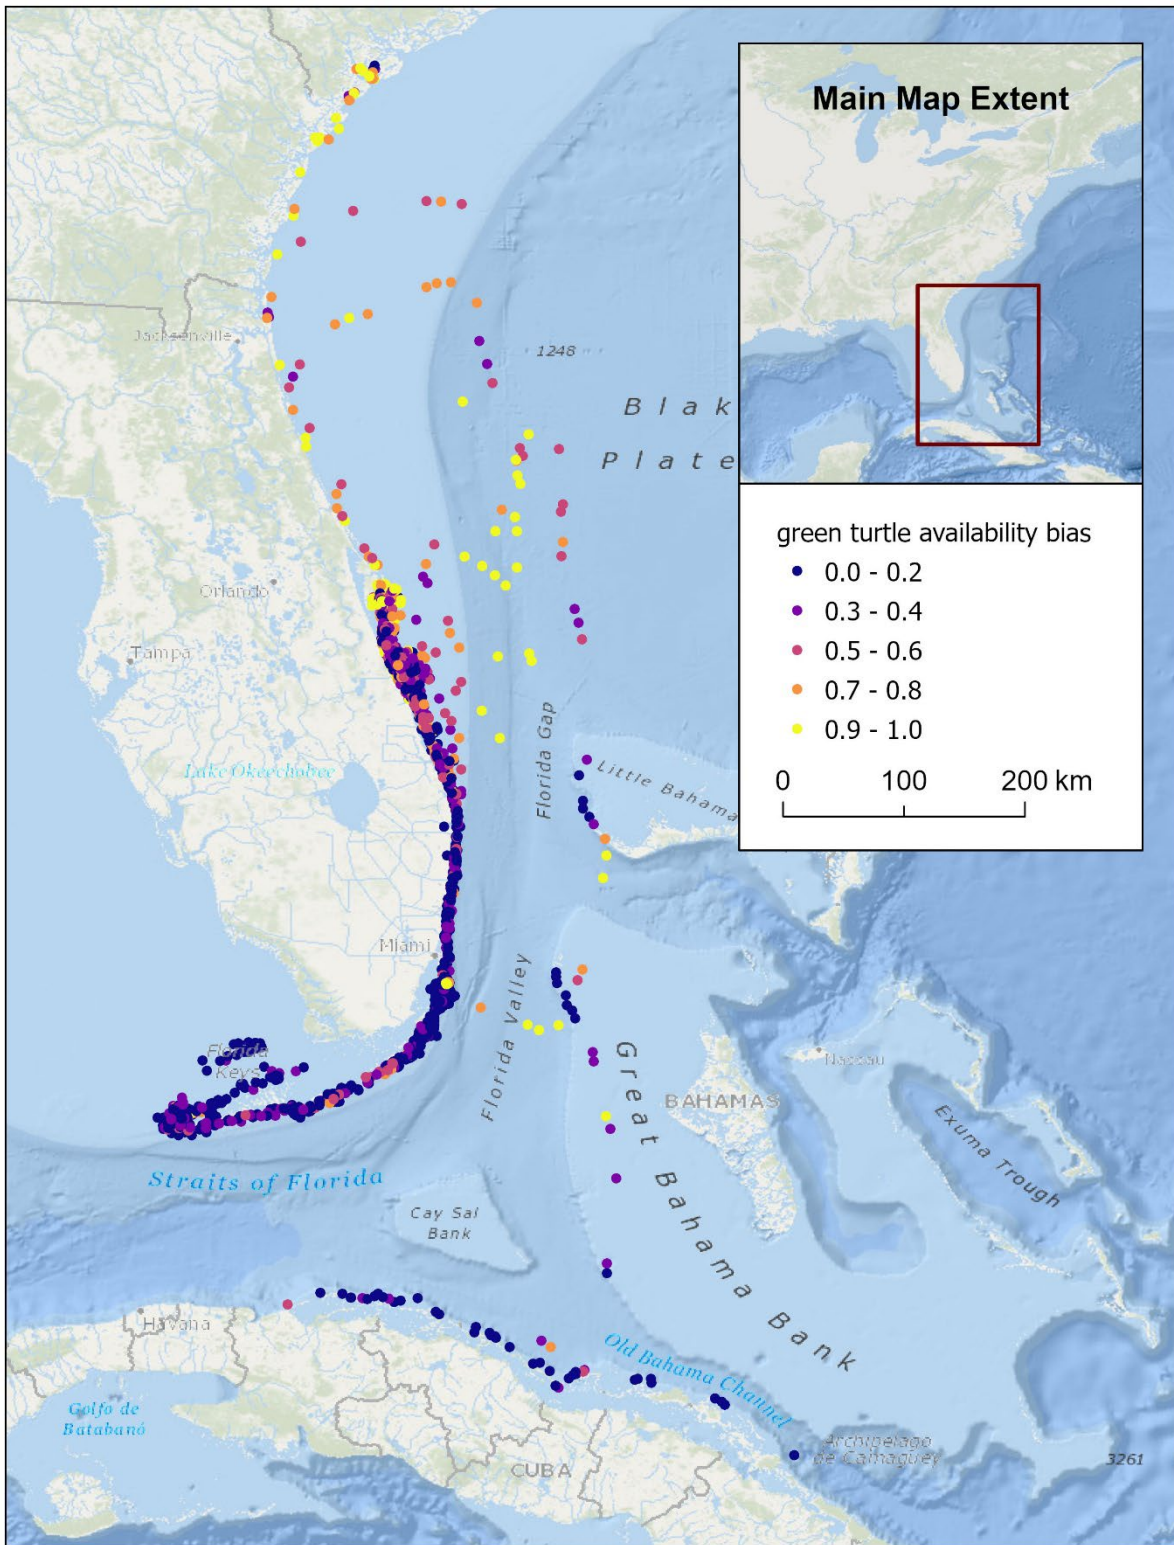 Main Map Extent
Jacksonville
1248
Blak
Plate
green turtle availability bias
0.0 - 0.2
0.3 - 0.4
0.5 - 0.6
0.7 - 0.8
0.9 - 1.0
0 100 200 km
Orlando
Tampa
Florida Gap
Lake Okeechobee
Little Bahama
Miami
Florida Valley
Florida
Keys
Nassau
Great Bahama Bank
BAHAMAS
Exuma Trough
Straits of Florida
Cay Sal
Bank
Havana
Old Bahama Channel
Golfo de
Batabanó
Archipelago
de Camagüey
3261
CUBA